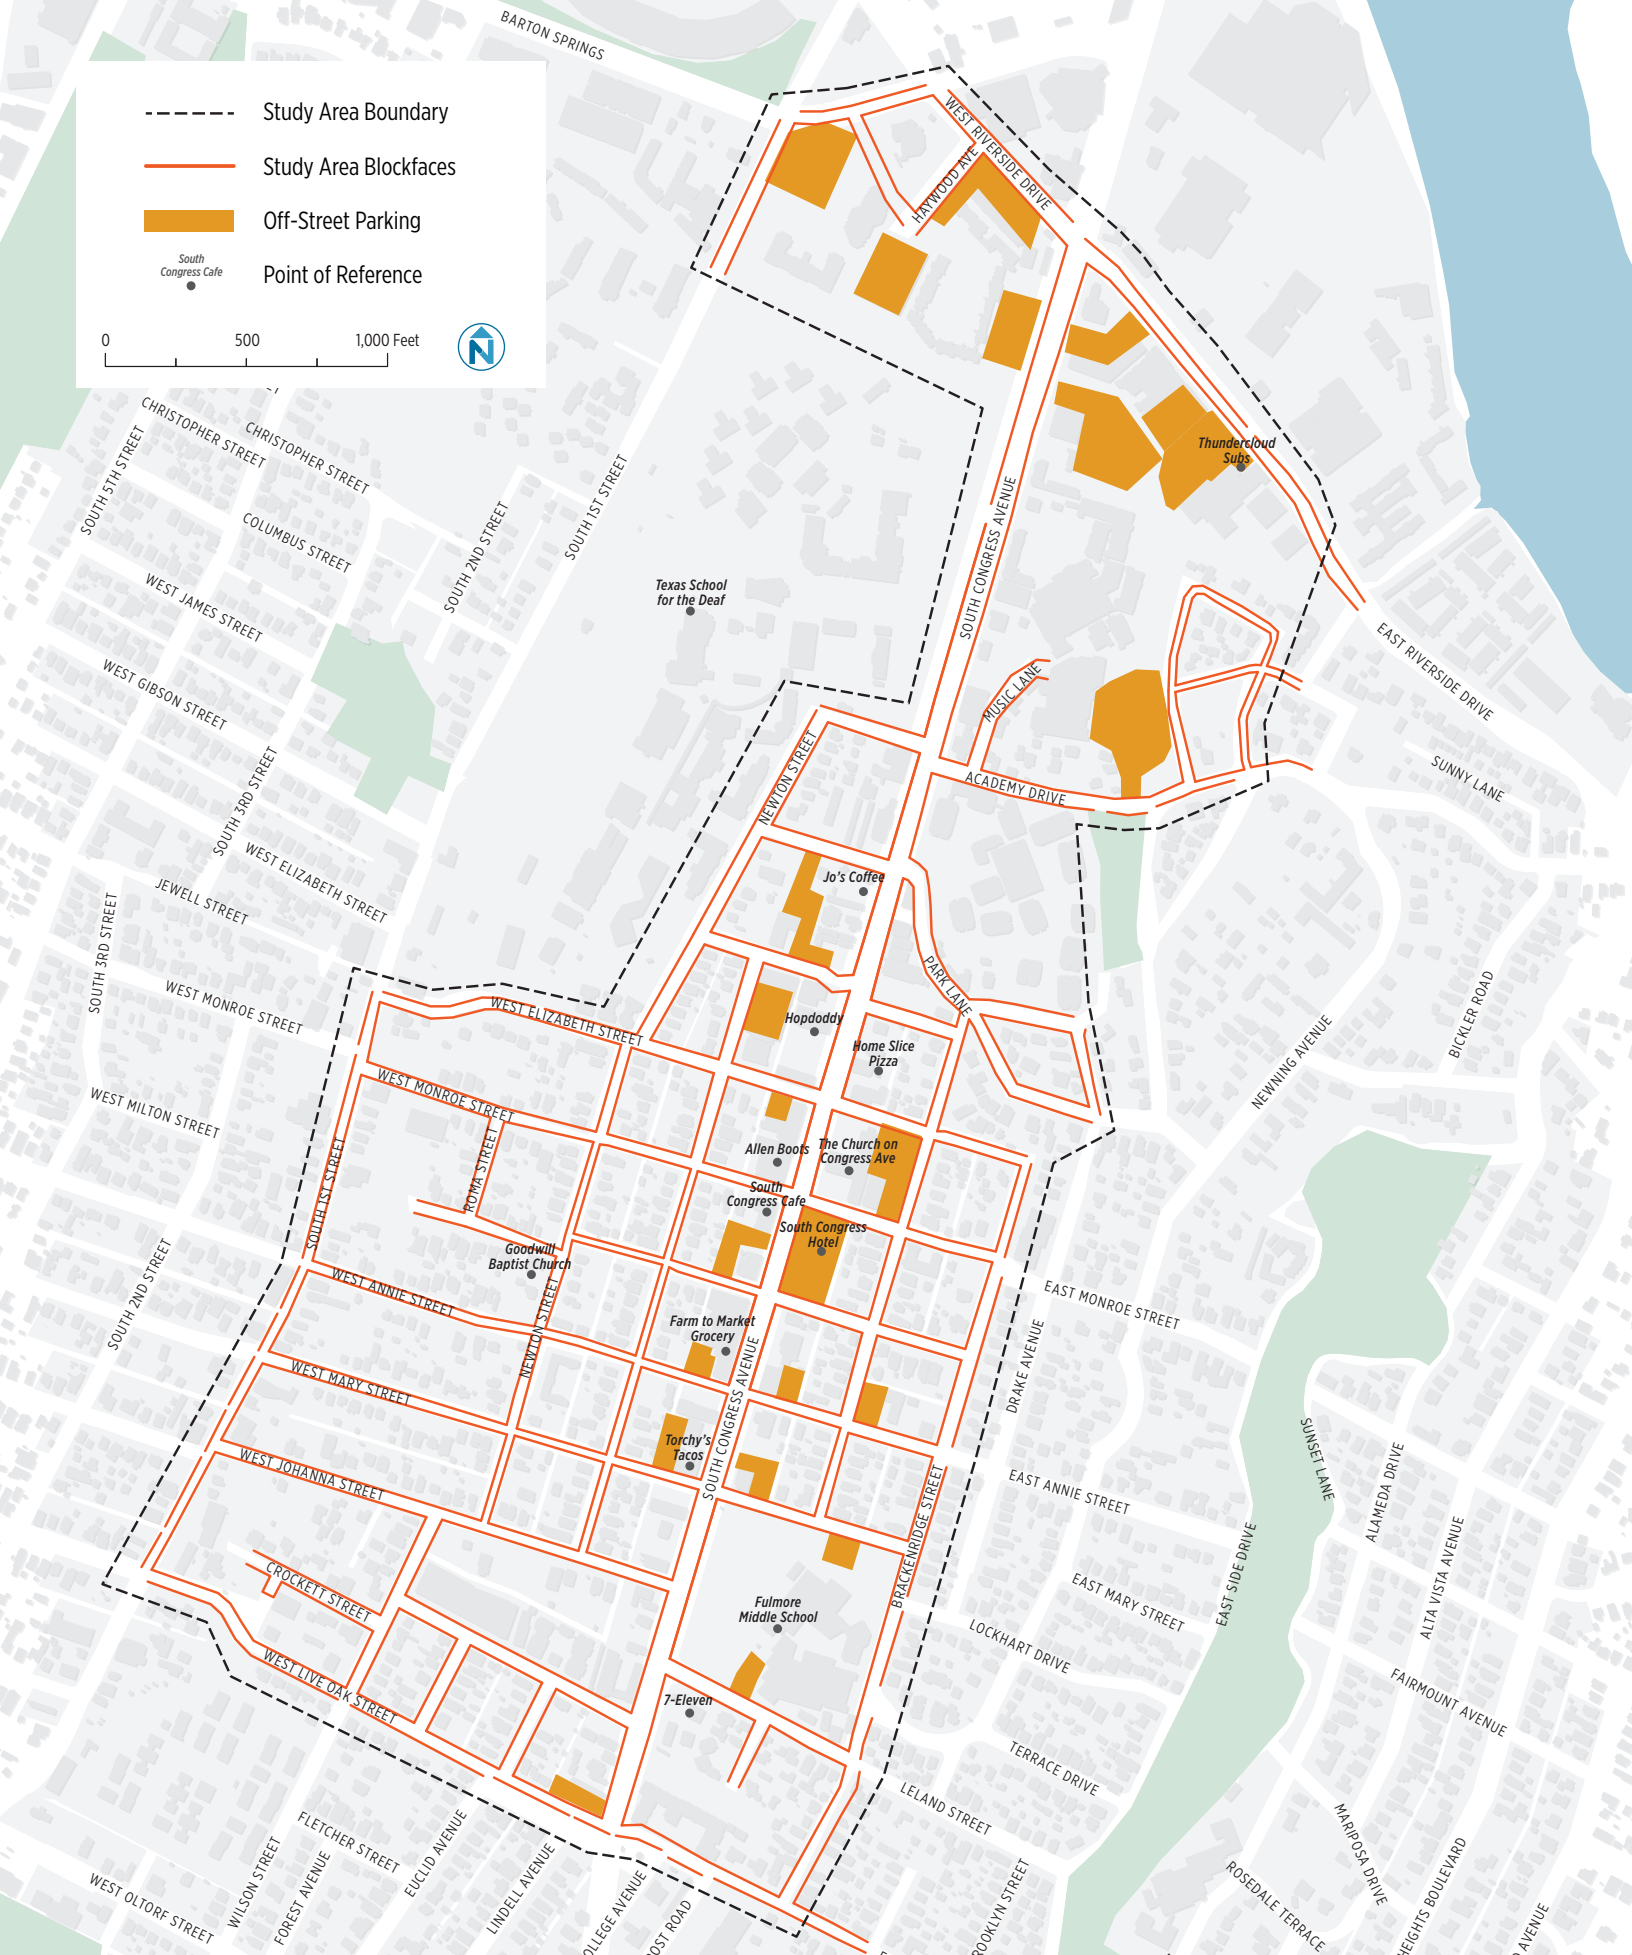 BARTON SPRINGS
Study Area Boundary
Study Area Blockfaces
Off-Street Parking
South
Congress Cafe
Point of Reference
0
500
1,000 Feet
N
WEST RIVERSIDE DRIVE
HAYWOOD AVE
CHRISTOPHER STREET
CHRISTOPHER STREET
SOUTH 5TH STREET
COLUMBUS STREET
SOUTH 2ND STREET
SOUTH 1ST STREET
SOUTH CONGRESS AVENUE
Thundercloud
Subs
WEST JAMES STREET
Texas School
for the Deaf
WEST GIBSON STREET
MUSIC LANE
EAST RIVERSIDE DRIVE
SUNNY LANE
NEWTON STREET
ACADEMY DRIVE
SOUTH 3RD STREET
WEST ELIZABETH STREET
JEWELL STREET
Jo's Coffee
SOUTH 3RD STREET
PARK LANE
WEST MONROE STREET
WEST ELIZABETH STREET
Hopdoddy
Home Slice
Pizza
BICKLER ROAD
NEWNING AVENUE
WEST MONROE STREET
WEST MILTON STREET
ROMA STREET
SOUTH 1ST STREET
Allen Boots
The Church on
Congress Ave
South
Congress Cafe
South Congress
Hotel
Goodwill
Baptist Church
WEST ANNIE STREET
SOUTH 2ND STREET
NEWTON STREET
EAST MONROE STREET
Farm to Market
Grocery
DRAKE AVENUE
WEST MARY STREET
SOUTH CONGRESS AVENUE
Torchy's
Tacos
WEST JOHANNA STREET
BRACKENRIDGE STREET
EAST ANNIE STREET
SUNSET LANE
ALAMEDA DRIVE
EAST SIDE DRIVE
ALTA VISTA AVENUE
CROCKETT STREET
EAST MARY STREET
Fulmore
Middle School
LOCKHART DRIVE
WEST LIVE OAK STREET
7-Eleven
FAIRMOUNT AVENUE
TERRACE DRIVE
LELAND STREET
FLETCHER STREET
EUCLID AVENUE
WILSON STREET
FOREST AVENUE
LINDELL AVENUE
WEST OLTORF STREET
OLLEGE AVENUE
OST ROAD
ROOKLYN STREET
MARIPOSA DRIVE
ROSEDALE TERRACE
HEIGHTS BOULEVARD
AVENUE